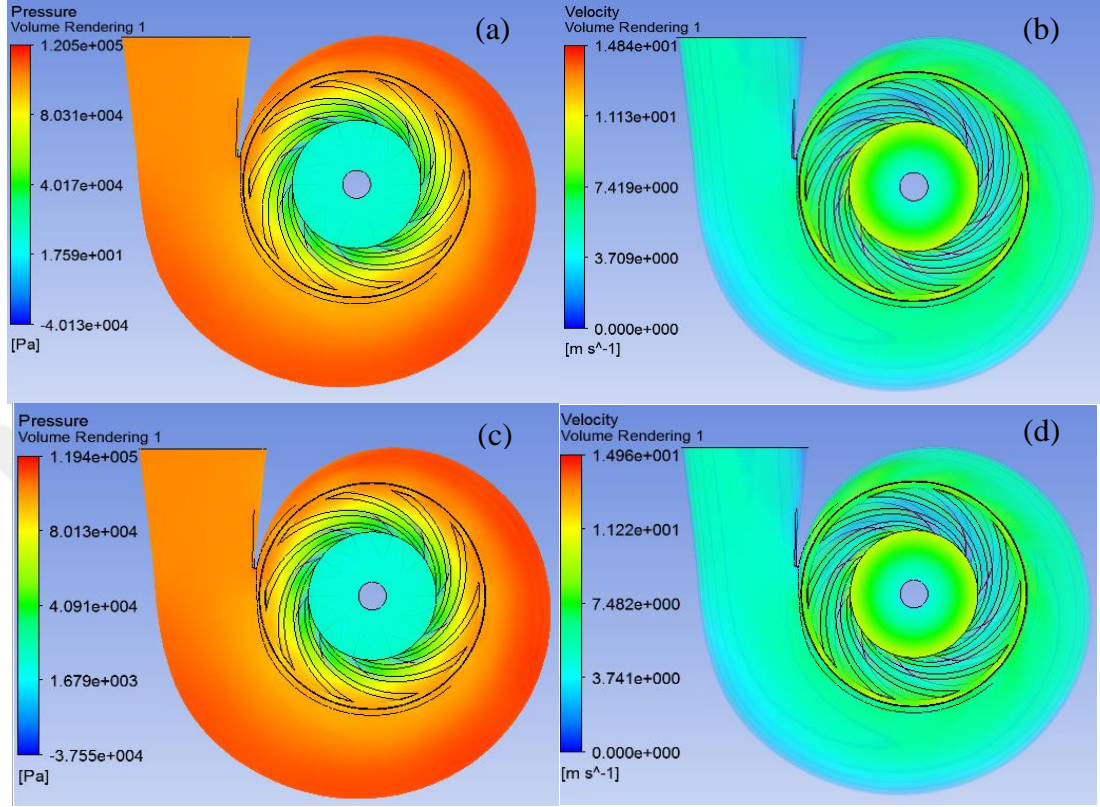 Pressure
Volume Rendering 1
1.205e+005
8.031e+004
4.017e+004
1.759e+001
-4.013e+004
[Pa]
(a)
Velocity
Volume Rendering 1
1.484e+001
1.113e+001
7.419e+000
3.709e+000
0.000e+000
[m s^-1]
(b)
Pressure
Volume Rendering 1
1.194e+005
8.013e+004
4.091e+004
1.679e+003
-3.755e+004
[Pa]
(c)
Velocity
Volume Rendering 1
1.496e+001
1.122e+001
7.482e+000
3.741e+000
0.000e+000
[m s^-1]
(d)